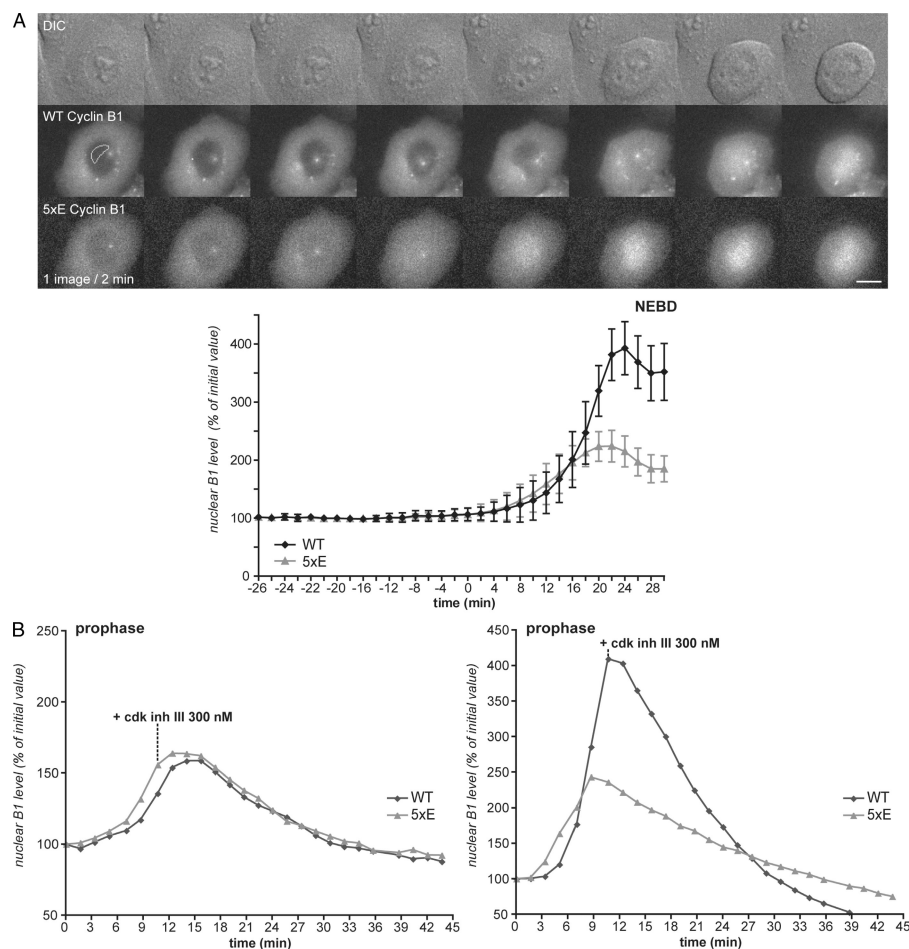 A
DIC
WT Cyclin B1
5xE Cyclin B1
1 image / 2 min
NEBD
nuclear B1 level (% of initial value)
400
300
200
100
0
WT
5xE
-26 -24 -22 -20 -18 -16 -14 -12 -10 -8 -6 -4 -2 0 2 4 6 8 10 12 14 16 18 20 22 24 26 28 30
time (min)
B
prophase
nuclear B1 level (% of initial value)
250
200
150
100
50
+ cdk inh III 300 nM
WT
5xE
0 3 6 9 12 15 18 21 24 27 30 33 36 39 42 45
time (min)
prophase
nuclear B1 level (% of initial value)
450
400
350
300
250
200
150
100
50
+ cdk inh III 300 nM
WT
5xE
0 3 6 9 12 15 18 21 24 27 30 33 36 39 42 45
time (min)